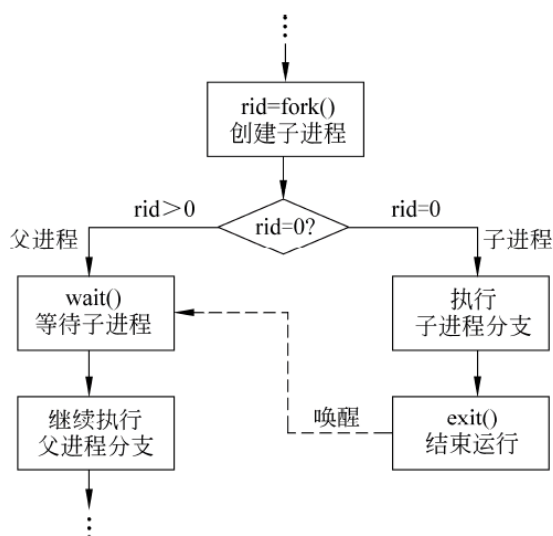 rid=fork()
创建子进程
rid>0
rid=0?
rid=0
父进程
子进程
wait()
等待子进程
执行
子进程分支
继续执行
父进程分支
唤醒
exit()
结束运行